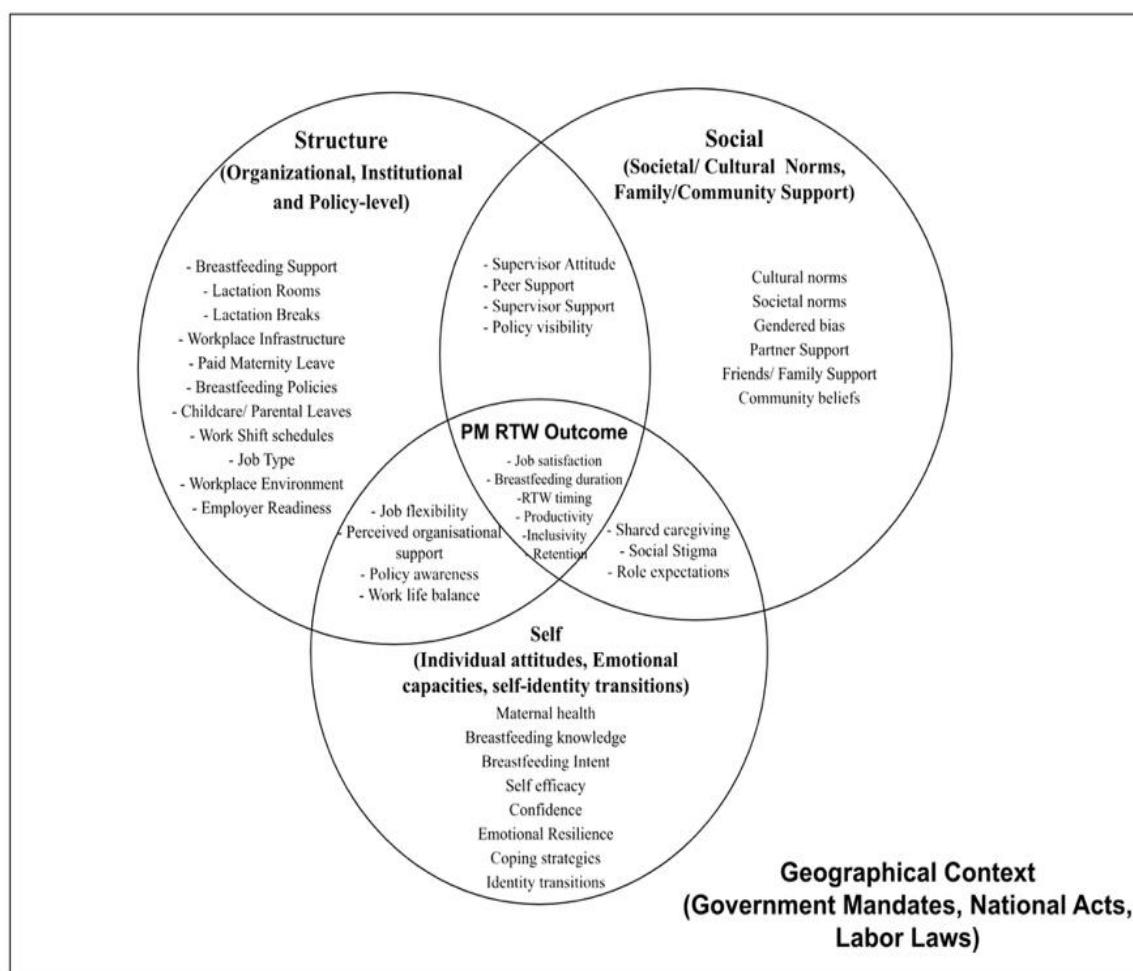 Structure
(Organizational, Institutional
and Policy-level)
- Breastfeeding Support
- Lactation Rooms
- Lactation Breaks
- Workplace Infrastructure
- Paid Maternity Leave
- Breastfeeding Policies
- Childcare/ Parental Leaves
- Work Shift schedules
- Job Type
- Workplace Environment
- Employer Readiness
Social
(Societal/ Cultural Norms,
Family/Community Support)
Cultural norms
Societal norms
Gendered bias
Partner Support
Friends/ Family Support
Community beliefs
- Supervisor Attitude
- Peer Support
- Supervisor Support
- Policy visibility
PM RTW Outcome
- Job satisfaction
- Breastfeeding duration
-RTW timing
- Productivity
-Inclusivity
- Retention
- Job flexibility
- Perceived organisational
support
- Policy awareness
- Work life balance
- Shared caregiving
- Social Stigma
- Role expectations
Self
(Individual attitudes, Emotional
capacities, self-identity transitions)
Maternal health
Breastfeeding knowledge
Breastfeeding Intent
Self efficacy
Confidence
Emotional Resilience
Coping strategies
Identity transitions
Geographical Context
(Government Mandates, National Acts,
Labor Laws)